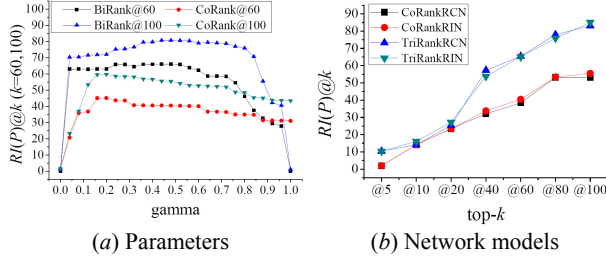 BiRank@60 CoRank@60
BiRank@100 CoRank@100
RI(P)@k (k=60,100)
90
80
70
60
50
40
30
20
10
0
0.0 0.1 0.2 0.3 0.4 0.5 0.6 0.7 0.8 0.9 1.0
gamma
(a) Parameters
CoRankRCN
CoRankRIN
TriRankRCN
TriRankRIN
RI(P)@k
90
80
70
60
50
40
30
20
10
0
@5 @10 @20 @40 @60 @80 @100
top-k
(b) Network models